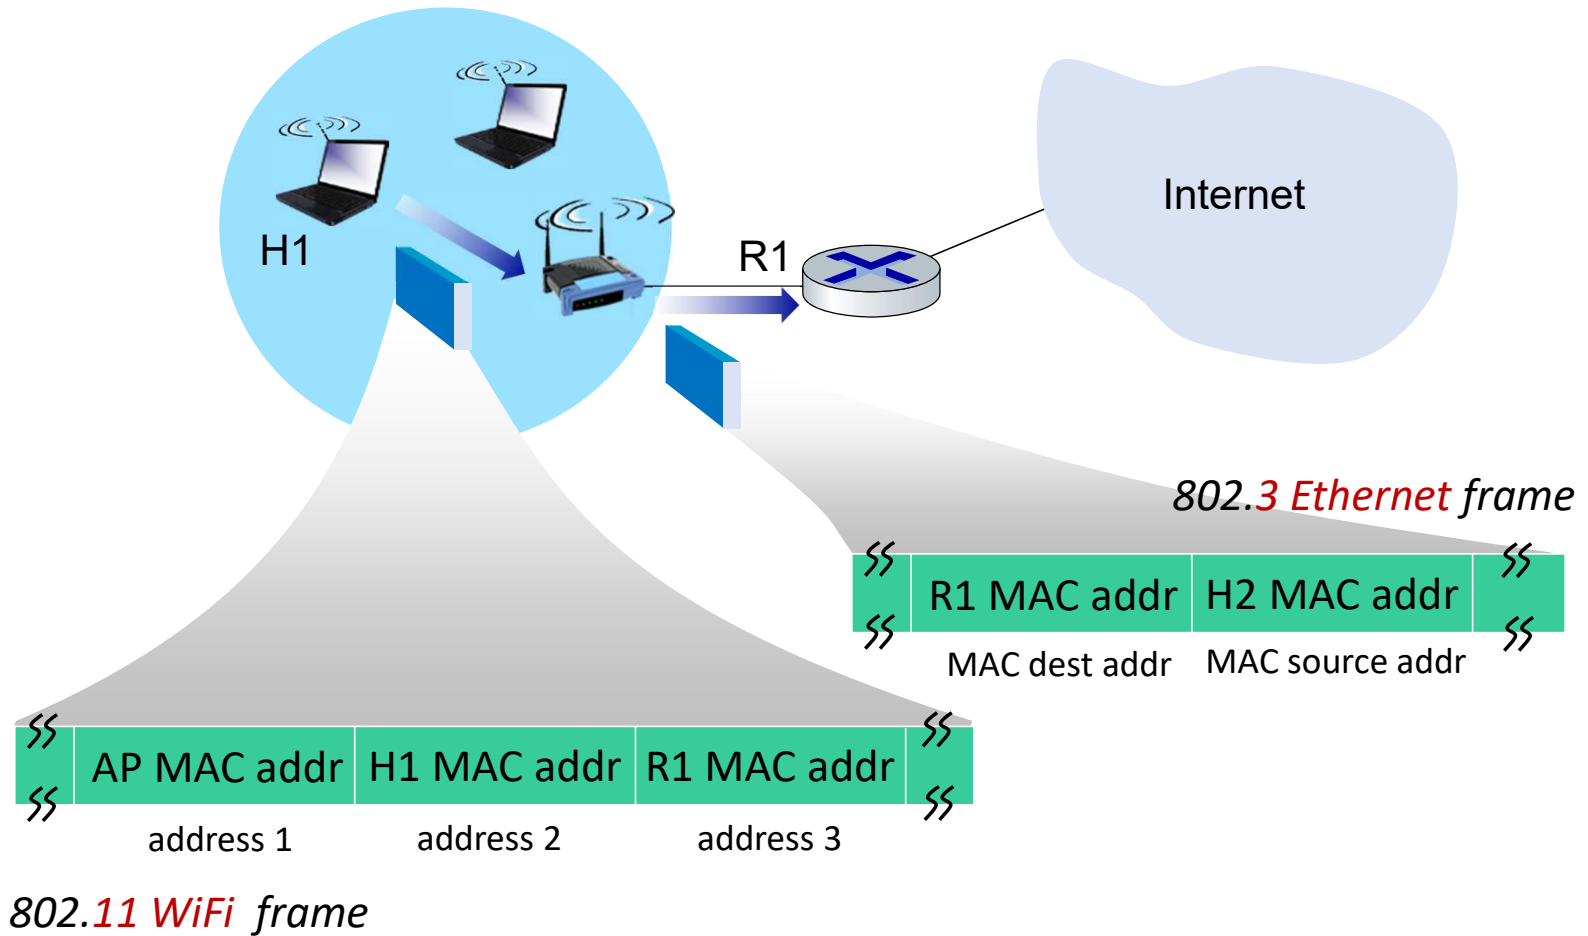 H1
R1
Internet
802.3 Ethernet frame
R1 MAC addr H2 MAC addr
MAC dest addr MAC source addr
AP MAC addr H1 MAC addr R1 MAC addr
address 1 address 2 address 3
802.11 WiFi frame